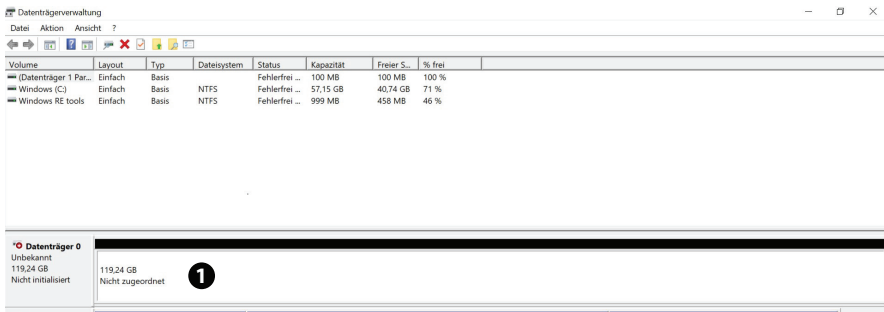 Datenträgerverwaltung
Datei Aktion Ansicht ?
Volume Layout Typ Dateisystem Status Kapazität Freier S... % frei
(Datenträger 1 Par... Einfach Basis Fehlerfrei ... 100 MB 100 MB 100 %
Windows (C:) Einfach Basis NTFS Fehlerfrei ... 57,15 GB 40,74 GB 71 %
Windows RE tools Einfach Basis NTFS Fehlerfrei ... 999 MB 458 MB 46 %
Datenträger 0
Unbekannt
119,24 GB
Nicht initialisiert
119,24 GB
Nicht zugeordnet
1